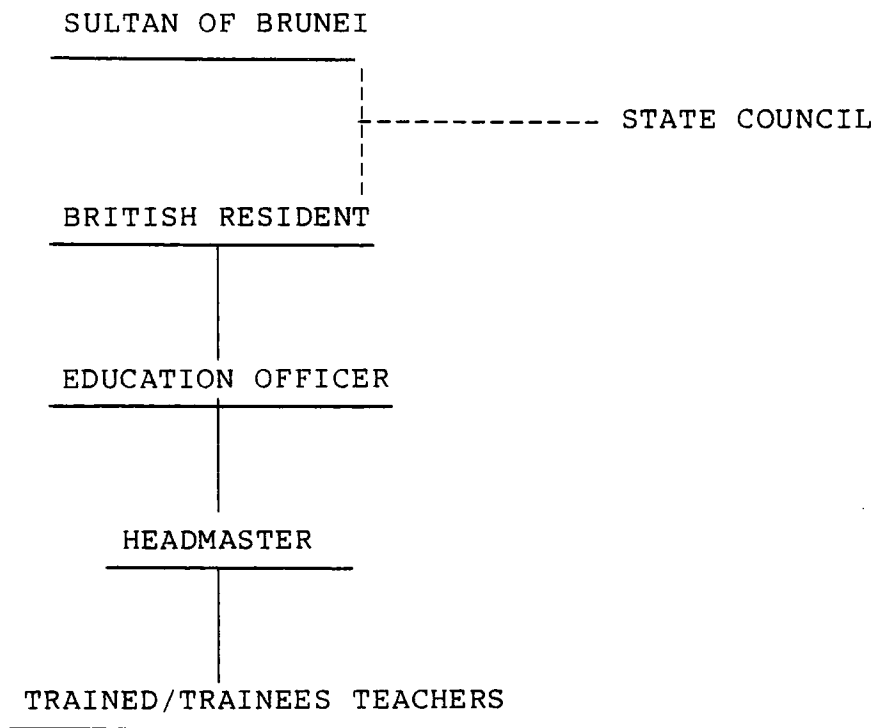 SULTAN OF BRUNEI
STATE COUNCIL
BRITISH RESIDENT
EDUCATION OFFICER
HEADMASTER
TRAINED/TRAINEES TEACHERS